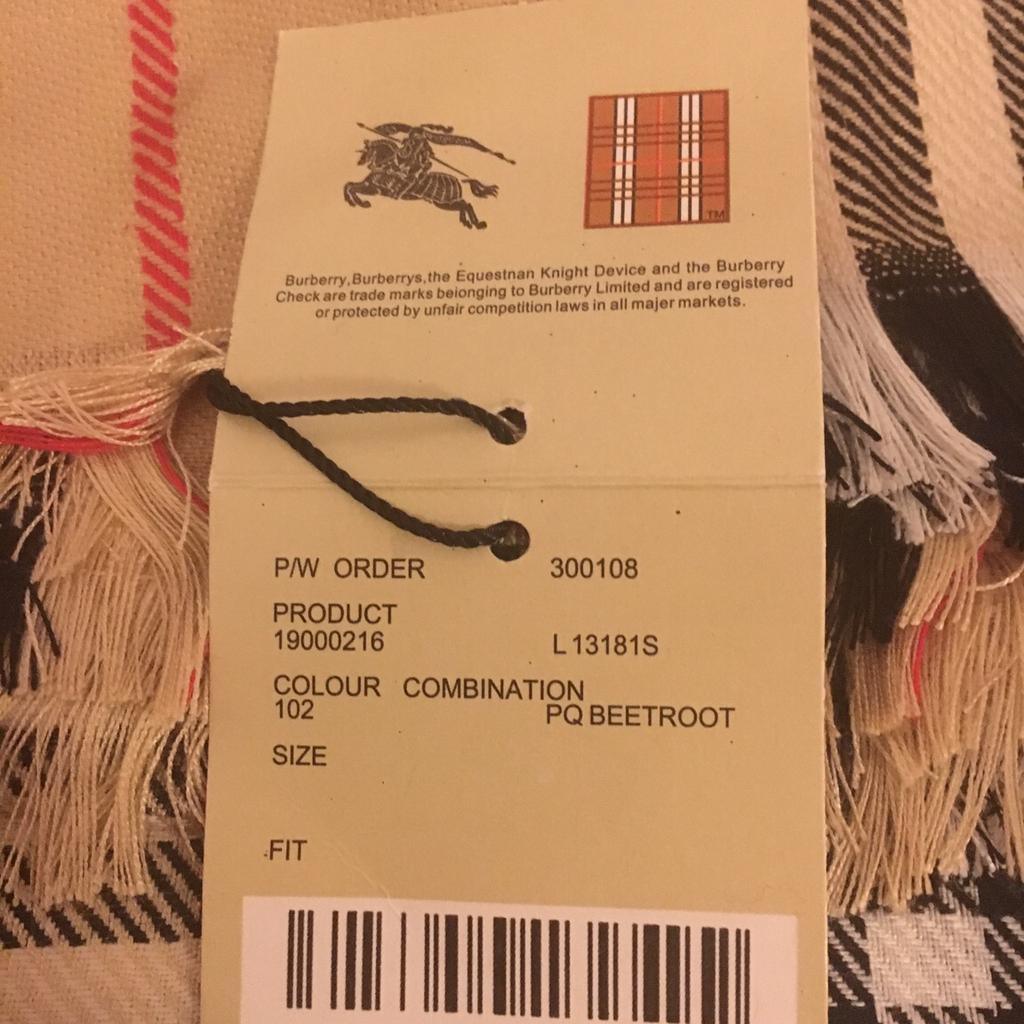 TM
Burberry,Burberrys,the Equestnan Knight Device and the Burberry
Check are trade marks belonging to Burberry Limited and are registered
or protected by unfair competition laws in all majer markets.
P/W ORDER 300108
PRODUCT
19000216 L13181S
COLOUR COMBINATION
102 PQ BEETROOT
SIZE
FIT